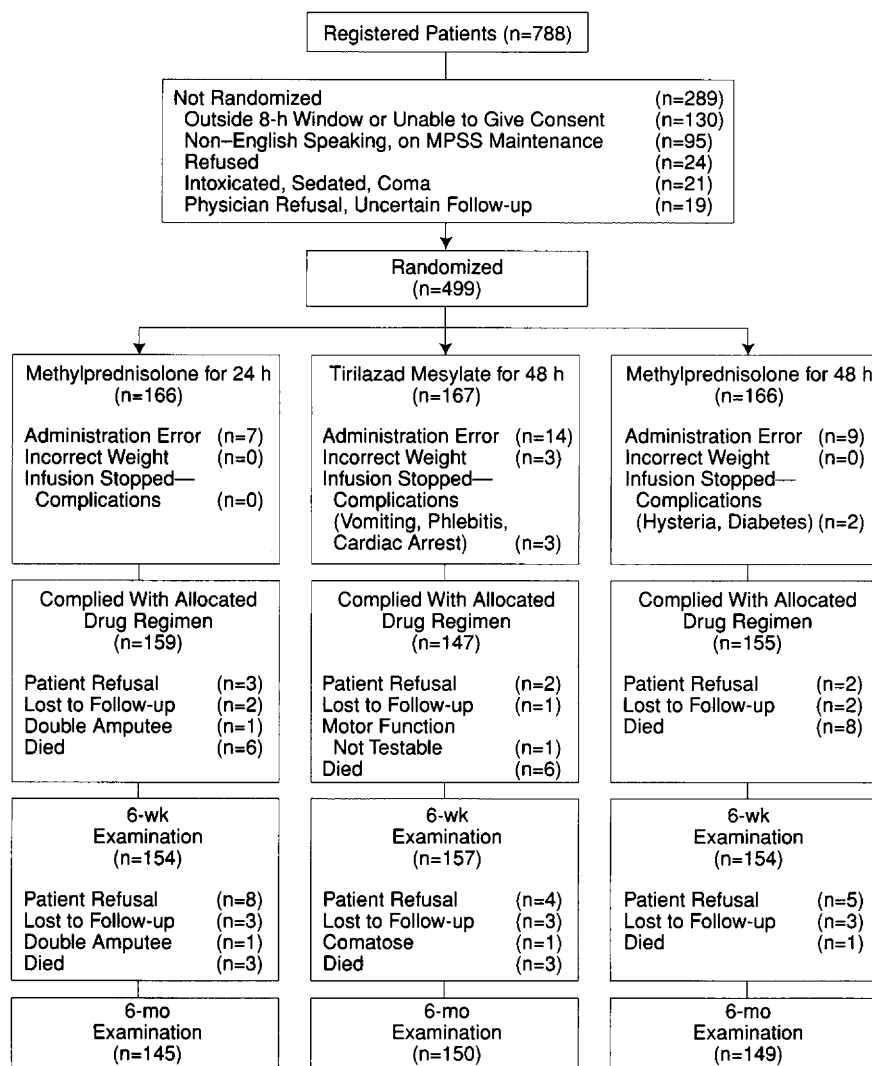 Registered Patients (n=788)
Not Randomized (n=289)
Outside 8-h Window or Unable to Give Consent (n=130)
Non–English Speaking, on MPSS Maintenance (n=95)
Refused (n=24)
Intoxicated, Sedated, Coma (n=21)
Physician Refusal, Uncertain Follow-up (n=19)
Randomized
(n=499)
Methylprednisolone for 24 h
(n=166)
Administration Error (n=7)
Incorrect Weight (n=0)
Infusion Stopped—
Complications (n=0)
Tirilazad Mesylate for 48 h
(n=167)
Administration Error (n=14)
Incorrect Weight (n=3)
Infusion Stopped—
Complications
(Vomiting, Phlebitis,
Cardiac Arrest) (n=3)
Methylprednisolone for 48 h
(n=166)
Administration Error (n=9)
Incorrect Weight (n=0)
Infusion Stopped—
Complications
(Hysteria, Diabetes) (n=2)
Complied With Allocated
Drug Regimen
(n=159)
Patient Refusal (n=3)
Lost to Follow-up (n=2)
Double Amputee (n=1)
Died (n=6)
Complied With Allocated
Drug Regimen
(n=147)
Patient Refusal (n=2)
Lost to Follow-up (n=1)
Motor Function
Not Testable (n=1)
Died (n=6)
Complied With Allocated
Drug Regimen
(n=155)
Patient Refusal (n=2)
Lost to Follow-up (n=2)
Died (n=8)
6-wk
Examination
(n=154)
Patient Refusal (n=8)
Lost to Follow-up (n=3)
Double Amputee (n=1)
Died (n=3)
6-wk
Examination
(n=157)
Patient Refusal (n=4)
Lost to Follow-up (n=3)
Comatose (n=1)
Died (n=3)
6-wk
Examination
(n=154)
Patient Refusal (n=5)
Lost to Follow-up (n=3)
Died (n=1)
6-mo
Examination
(n=145)
6-mo
Examination
(n=150)
6-mo
Examination
(n=149)